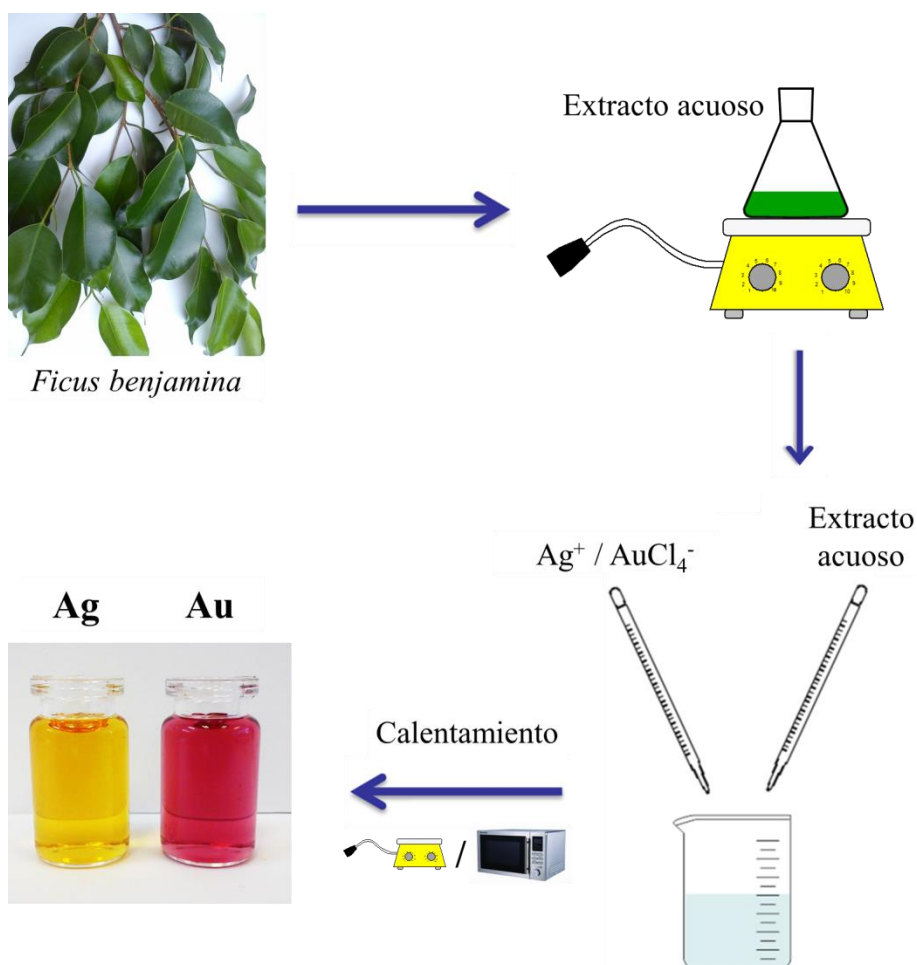 Extracto acuoso
Ficus benjamina
Ag⁺ / AuCl₄⁻
Extracto
acuoso
Ag Au
Calentamiento
/